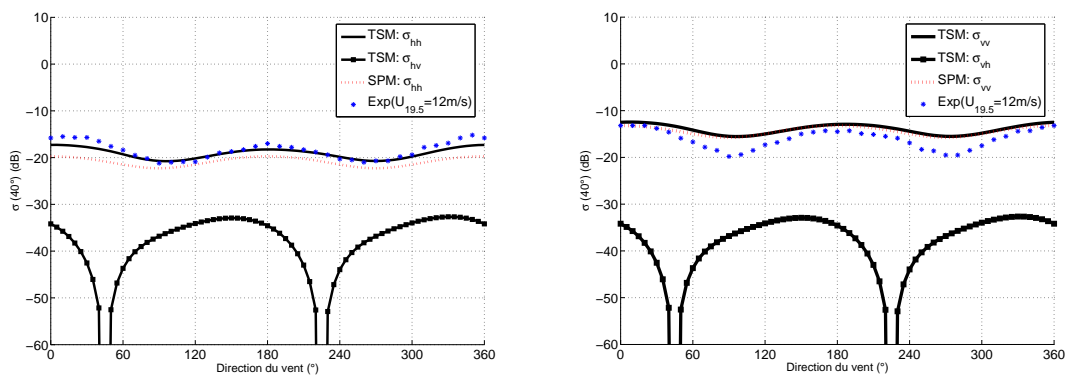 10
0
−10
−20
−30
−40
−50
−60
0 60 120 180 240 300 360
σ (40°) (dB)
Direction du vent (°)
TSM: σhh
TSM: σhv
SPM: σhh
Exp(U19.5=12m/s)
10
0
−10
−20
−30
−40
−50
−60
0 60 120 180 240 300 360
σ (40°) (dB)
Direction du vent (°)
TSM: σvv
TSM: σvh
SPM: σvv
Exp(U19.5=12m/s)